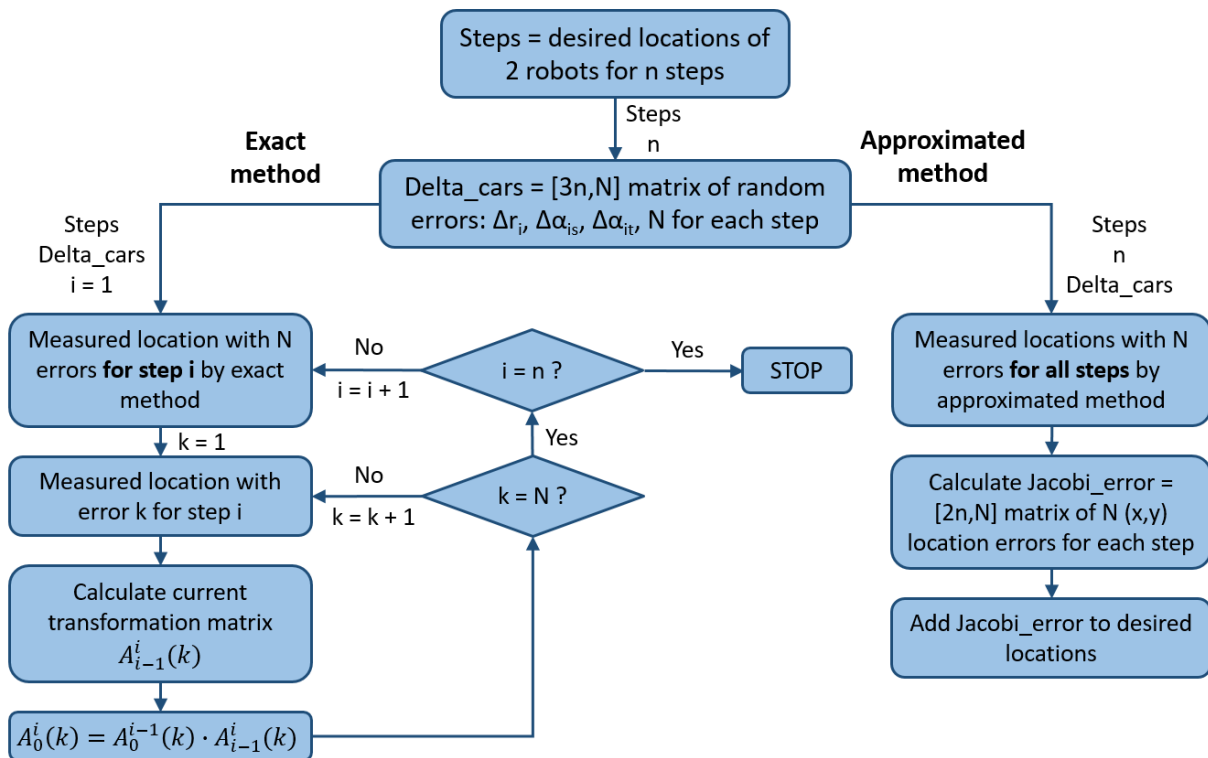 Steps = desired locations of
2 robots for n steps
Steps
n
Exact
method
Approximated
method
Delta_cars = [3n,N] matrix of random
errors: Δrᵢ, Δαᵢₛ, Δαᵢₜ, N for each step
Steps
Delta_cars
i = 1
Steps
n
Delta_cars
Measured location with N
errors for step i by exact
method
No
i = i + 1
i = n ?
Yes
STOP
Measured locations with N
errors for all steps by
approximated method
k = 1
Yes
Measured location with
error k for step i
No
k = k + 1
k = N ?
Calculate Jacobi_error =
[2n,N] matrix of N (x,y)
location errors for each step
Calculate current
transformation matrix
$A_{i-1}^{i}(k)$
Add Jacobi_error to desired
locations
$A_0^i(k) = A_0^{i-1}(k) \cdot A_{i-1}^i(k)$